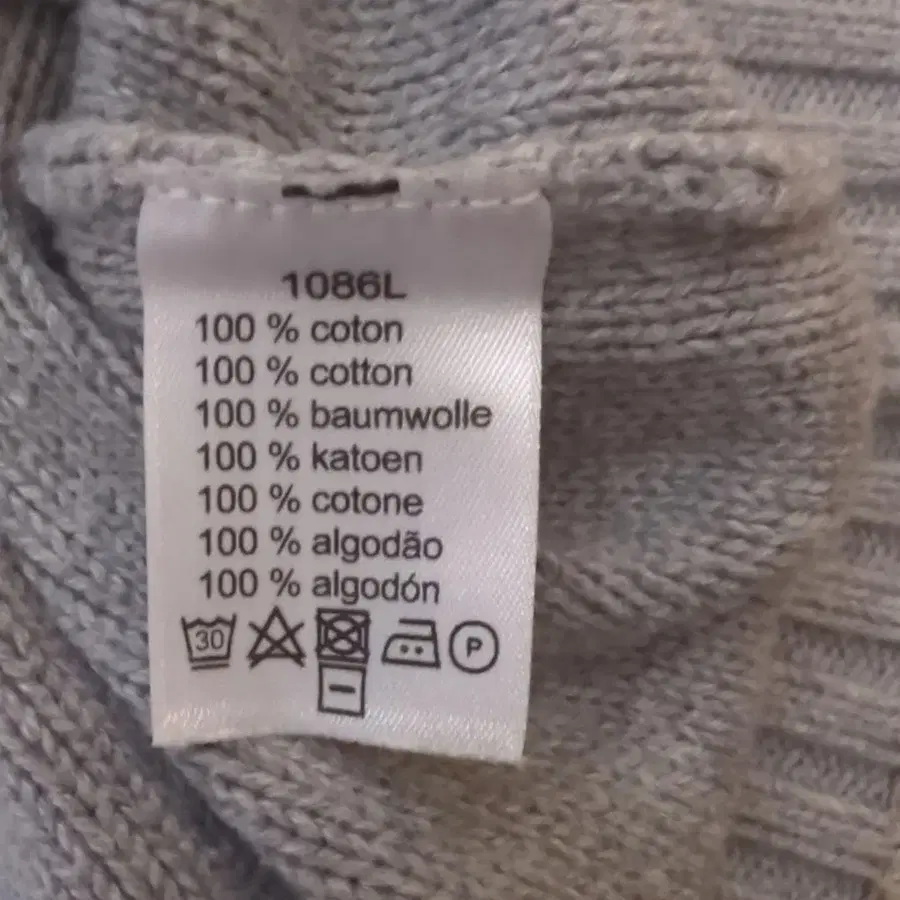 1086L
100 % coton
100 % cotton
100 % baumwolle
100 % katoen
100 % cotone
100 % algodão
100 % algodón
30 P